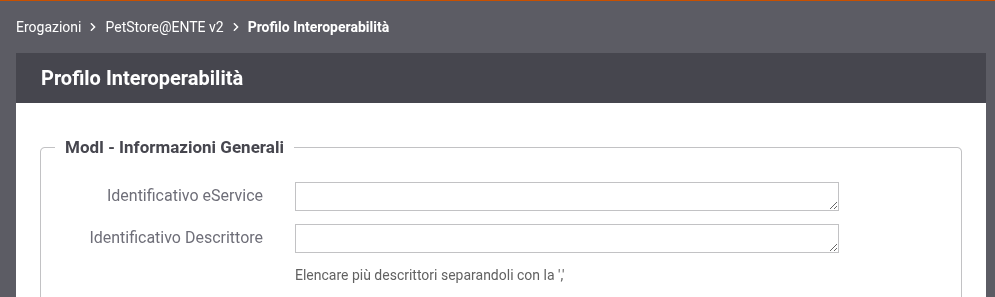 Erogazioni > PetStore@ENTE v2 > Profilo Interoperabilità
Profilo Interoperabilità
ModI - Informazioni Generali
Identificativo eService
Identificativo Descrittore
Elencare più descrittori separandoli con la ','